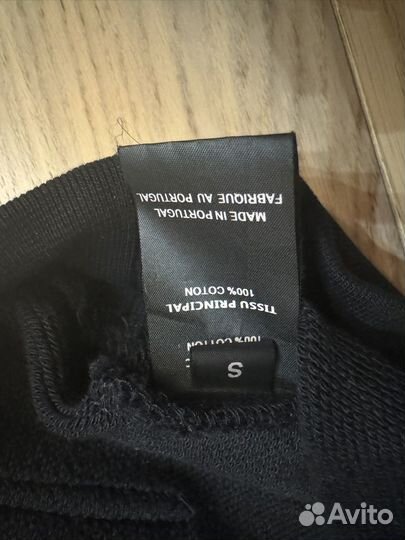 S
100% COTTON
TISSU PRINCIPAL
100% COTON
MADE IN PORTUGAL
FABRIQUE AU PORTUGAL
Avito